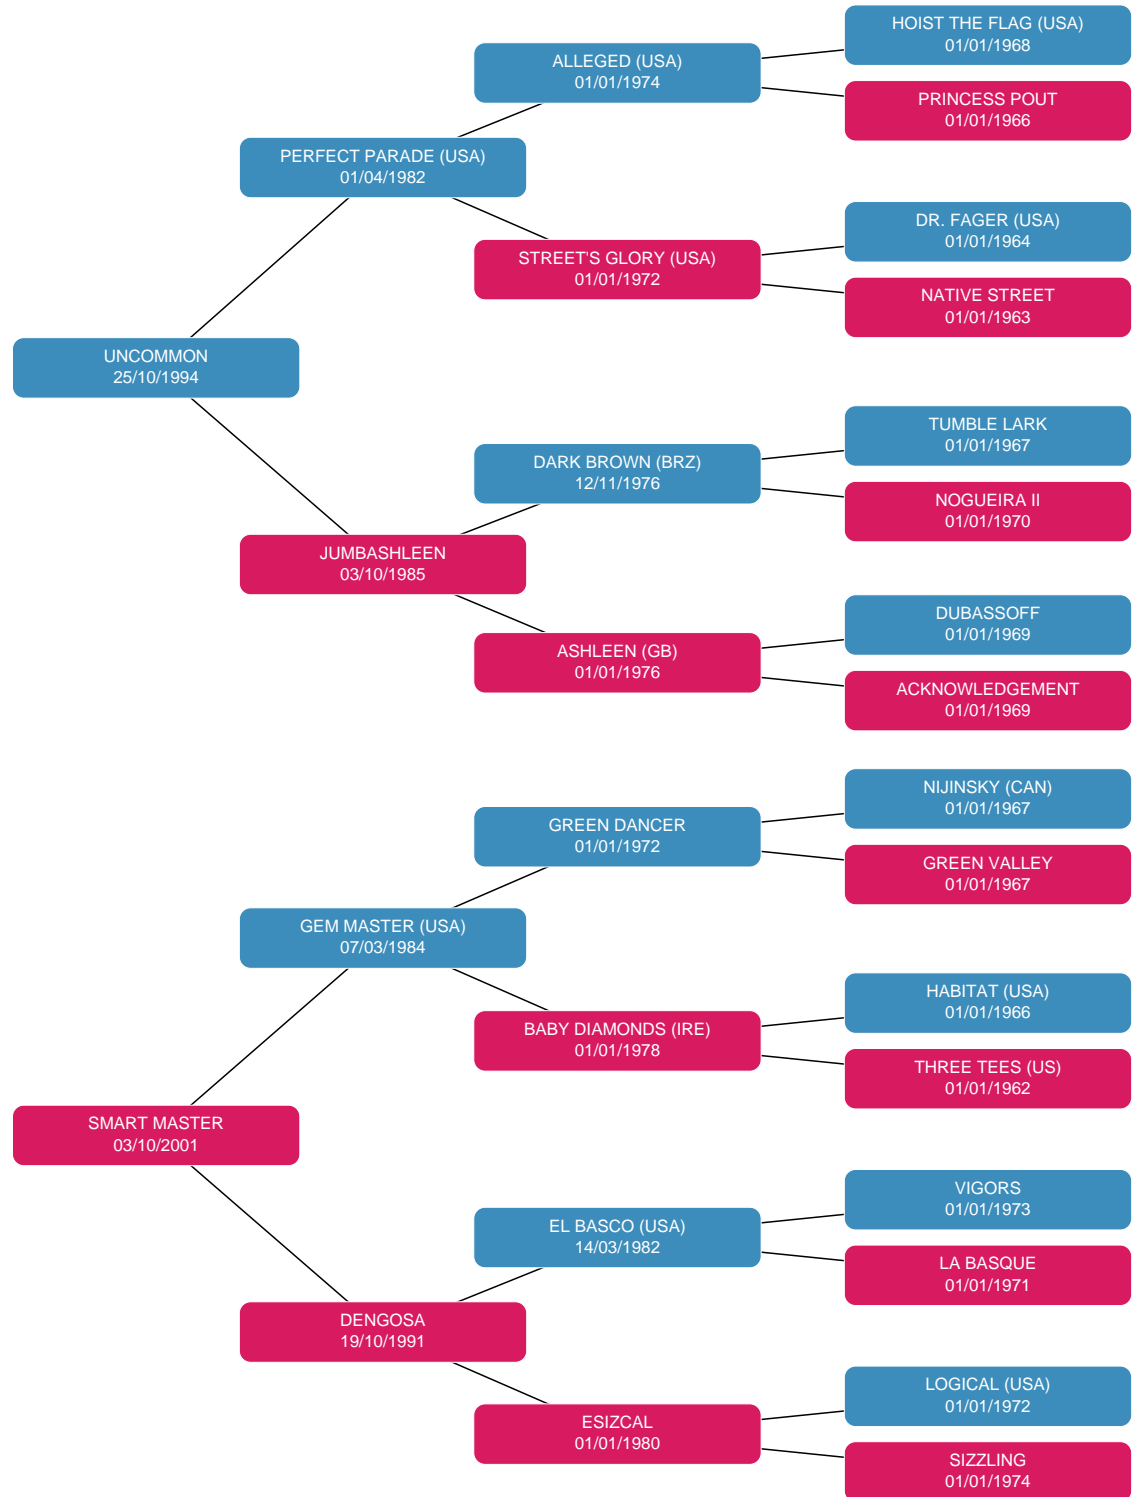 HOIST THE FLAG (USA)
01/01/1968
ALLEGED (USA)
01/01/1974
PRINCESS POUT
01/01/1966
PERFECT PARADE (USA)
01/04/1982
DR. FAGER (USA)
01/01/1964
STREET'S GLORY (USA)
01/01/1972
NATIVE STREET
01/01/1963
UNCOMMON
25/10/1994
TUMBLE LARK
01/01/1967
DARK BROWN (BRZ)
12/11/1976
NOGUEIRA II
01/01/1970
JUMBASHLEEN
03/10/1985
DUBASSOFF
01/01/1969
ASHLEEN (GB)
01/01/1976
ACKNOWLEDGEMENT
01/01/1969
NIJINSKY (CAN)
01/01/1967
GREEN DANCER
01/01/1972
GREEN VALLEY
01/01/1967
GEM MASTER (USA)
07/03/1984
HABITAT (USA)
01/01/1966
BABY DIAMONDS (IRE)
01/01/1978
THREE TEES (US)
01/01/1962
SMART MASTER
03/10/2001
VIGORS
01/01/1973
EL BASCO (USA)
14/03/1982
LA BASQUE
01/01/1971
DENGOSA
19/10/1991
LOGICAL (USA)
01/01/1972
ESIZCAL
01/01/1980
SIZZLING
01/01/1974